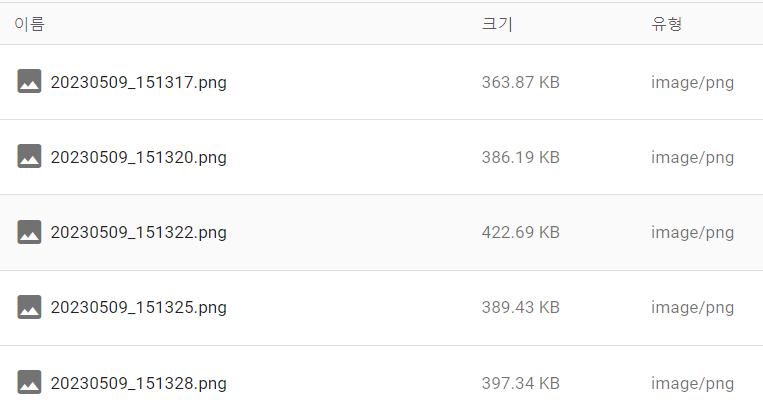 이름 크기 유형
20230509_151317.png 363.87 KB image/png
20230509_151320.png 386.19 KB image/png
20230509_151322.png 422.69 KB image/png
20230509_151325.png 389.43 KB image/png
20230509_151328.png 397.34 KB image/png